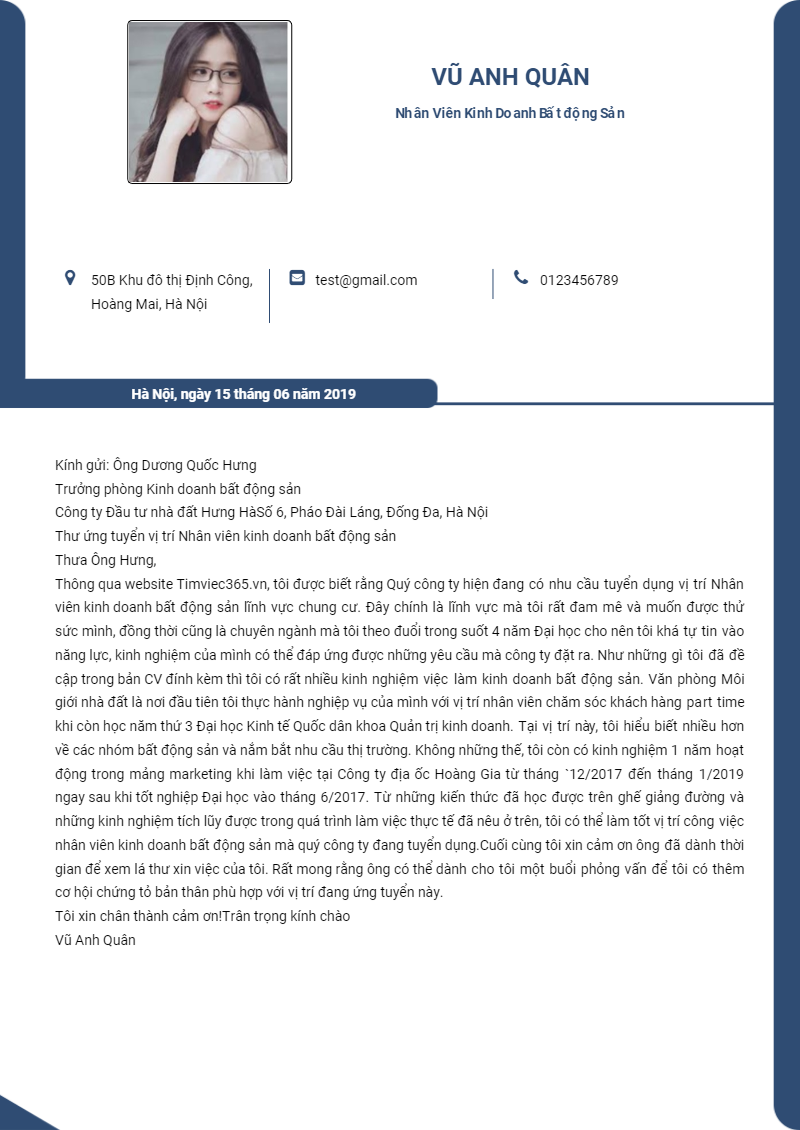 VŨ ANH QUÂN
Nhân Viên Kinh Doanh Bất động Sản
50B Khu đô thị Định Công,
Hoàng Mai, Hà Nội
test@gmail.com
0123456789
Hà Nội, ngày 15 tháng 06 năm 2019
Kính gửi: Ông Dương Quốc Hưng
Trưởng phòng Kinh doanh bất động sản
Công ty Đầu tư nhà đất Hưng HàSố 6, Pháo Đài Láng, Đống Đa, Hà Nội
Thư ứng tuyển vị trí Nhân viên kinh doanh bất động sản
Thưa Ông Hưng,
Thông qua website Timviec365.vn, tôi được biết rằng Quý công ty hiện đang có nhu cầu tuyển dụng vị trí Nhân
viên kinh doanh bất động sản lĩnh vực chung cư. Đây chính là lĩnh vực mà tôi rất đam mê và muốn được thử
sức mình, đồng thời cũng là chuyên ngành mà tôi theo đuổi trong suốt 4 năm Đại học cho nên tôi khá tự tin vào
năng lực, kinh nghiệm của mình có thể đáp ứng được những yêu cầu mà công ty đặt ra. Như những gì tôi đã đề
cập trong bản CV đính kèm thì tôi có rất nhiều kinh nghiệm việc làm kinh doanh bất động sản. Văn phòng Môi
giới nhà đất là nơi đầu tiên tôi thực hành nghiệp vụ của mình với vị trí nhân viên chăm sóc khách hàng part time
khi còn học năm thứ 3 Đại học Kinh tế Quốc dân khoa Quản trị kinh doanh. Tại vị trí này, tôi hiểu biết nhiều hơn
về các nhóm bất động sản và nắm bắt nhu cầu thị trường. Không những thế, tôi còn có kinh nghiệm 1 năm hoạt
động trong mảng marketing khi làm việc tại Công ty địa ốc Hoàng Gia từ tháng `12/2017 đến tháng 1/2019
ngay sau khi tốt nghiệp Đại học vào tháng 6/2017. Từ những kiến thức đã học được trên ghế giảng đường và
những kinh nghiệm tích lũy được trong quá trình làm việc thực tế đã nêu ở trên, tôi có thể làm tốt vị trí công việc
nhân viên kinh doanh bất động sản mà quý công ty đang tuyển dụng.Cuối cùng tôi xin cảm ơn ông đã dành thời
gian để xem lá thư xin việc của tôi. Rất mong rằng ông có thể dành cho tôi một buổi phỏng vấn để tôi có thêm
cơ hội chứng tỏ bản thân phù hợp với vị trí đang ứng tuyển này.
Tôi xin chân thành cảm ơn!Trân trọng kính chào
Vũ Anh Quân